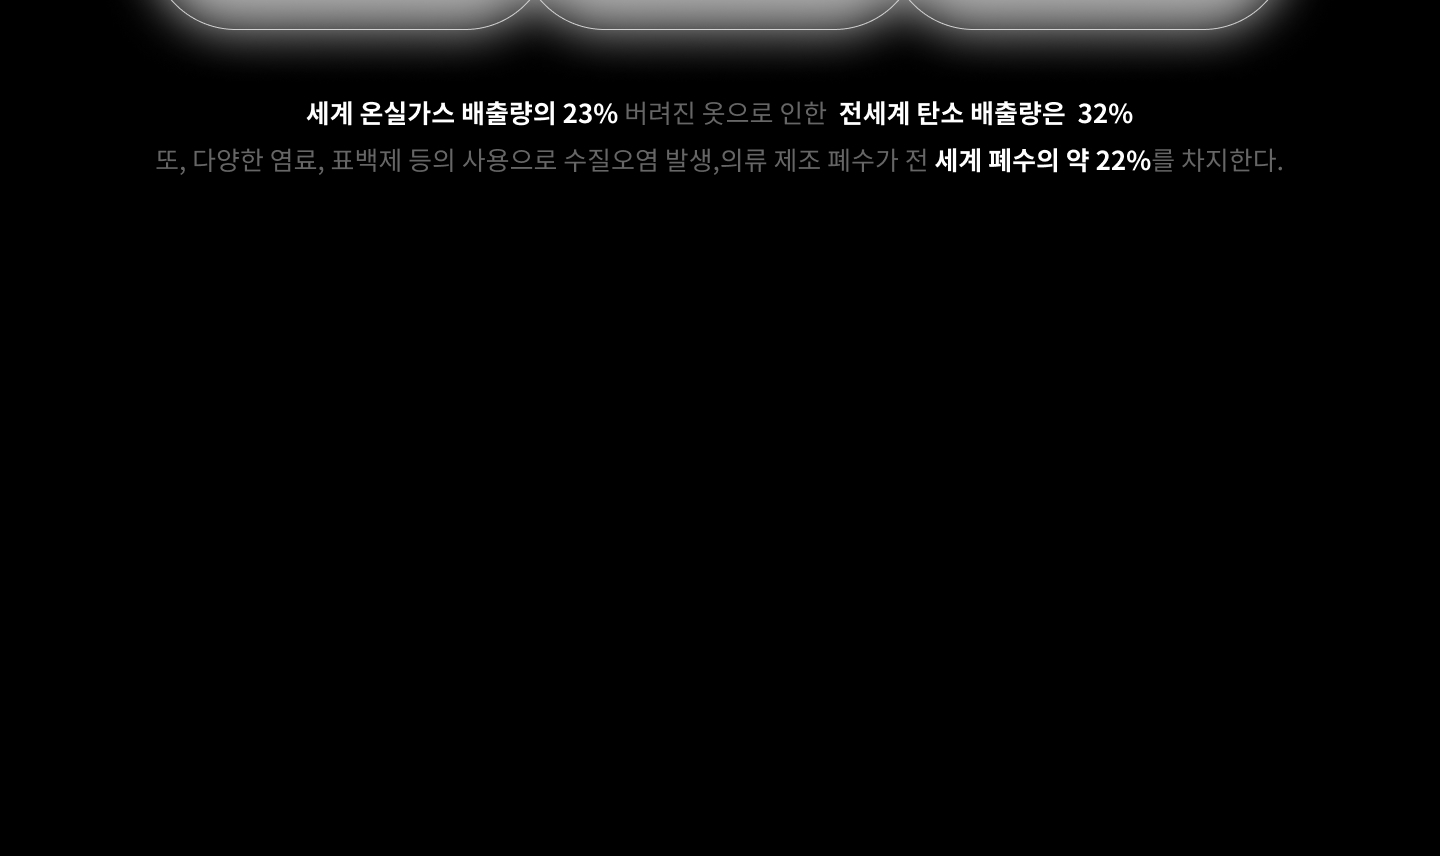 세계 온실가스 배출량의 23% 버려진 옷으로 인한  전세계 탄소 배출량은  32%
또, 다양한 염료, 표백제 등의 사용으로 수질오염 발생,의류 제조 폐수가 전 세계 폐수의 약 22%를 차지한다.